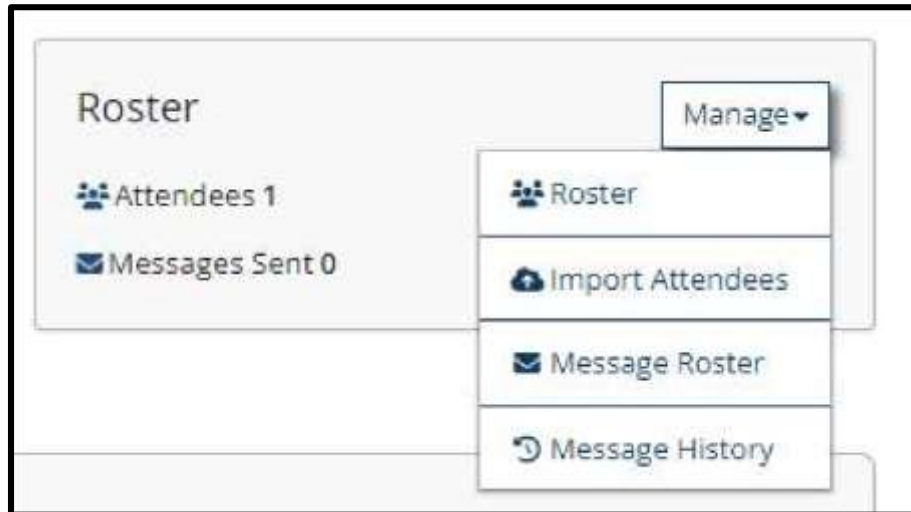 Roster
Manage
Attendees 1
Messages Sent 0
Roster
Import Attendees
Message Roster
Message History